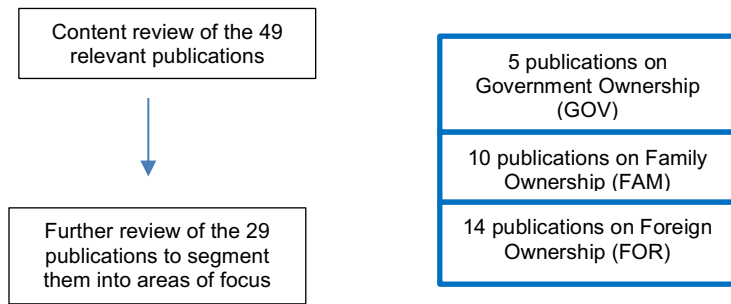 Content review of the 49
relevant publications
5 publications on
Government Ownership
(GOV)
10 publications on Family
Ownership (FAM)
Further review of the 29
publications to segment
them into areas of focus
14 publications on Foreign
Ownership (FOR)